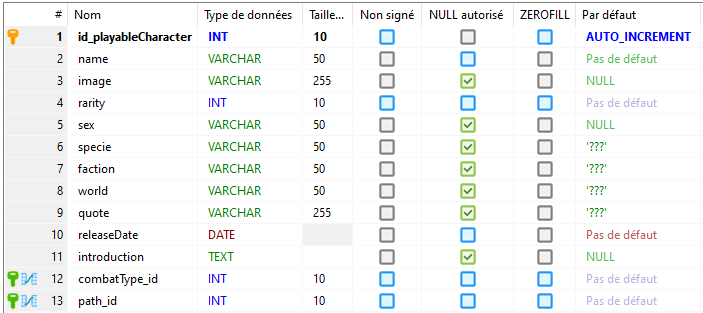 # Nom Type de données Taille... Non signé NULL autorisé ZEROFILL Par défaut
1 id_playableCharacter INT 10 AUTO_INCREMENT
2 name VARCHAR 50 Pas de défaut
3 image VARCHAR 255 NULL
4 rarity INT 10 Pas de défaut
5 sex VARCHAR 50 NULL
6 specie VARCHAR 50 '???'
7 faction VARCHAR 50 '???'
8 world VARCHAR 50 '???'
9 quote VARCHAR 255 '???'
10 releaseDate DATE Pas de défaut
11 introduction TEXT NULL
12 combatType_id INT 10 Pas de défaut
13 path_id INT 10 Pas de défaut